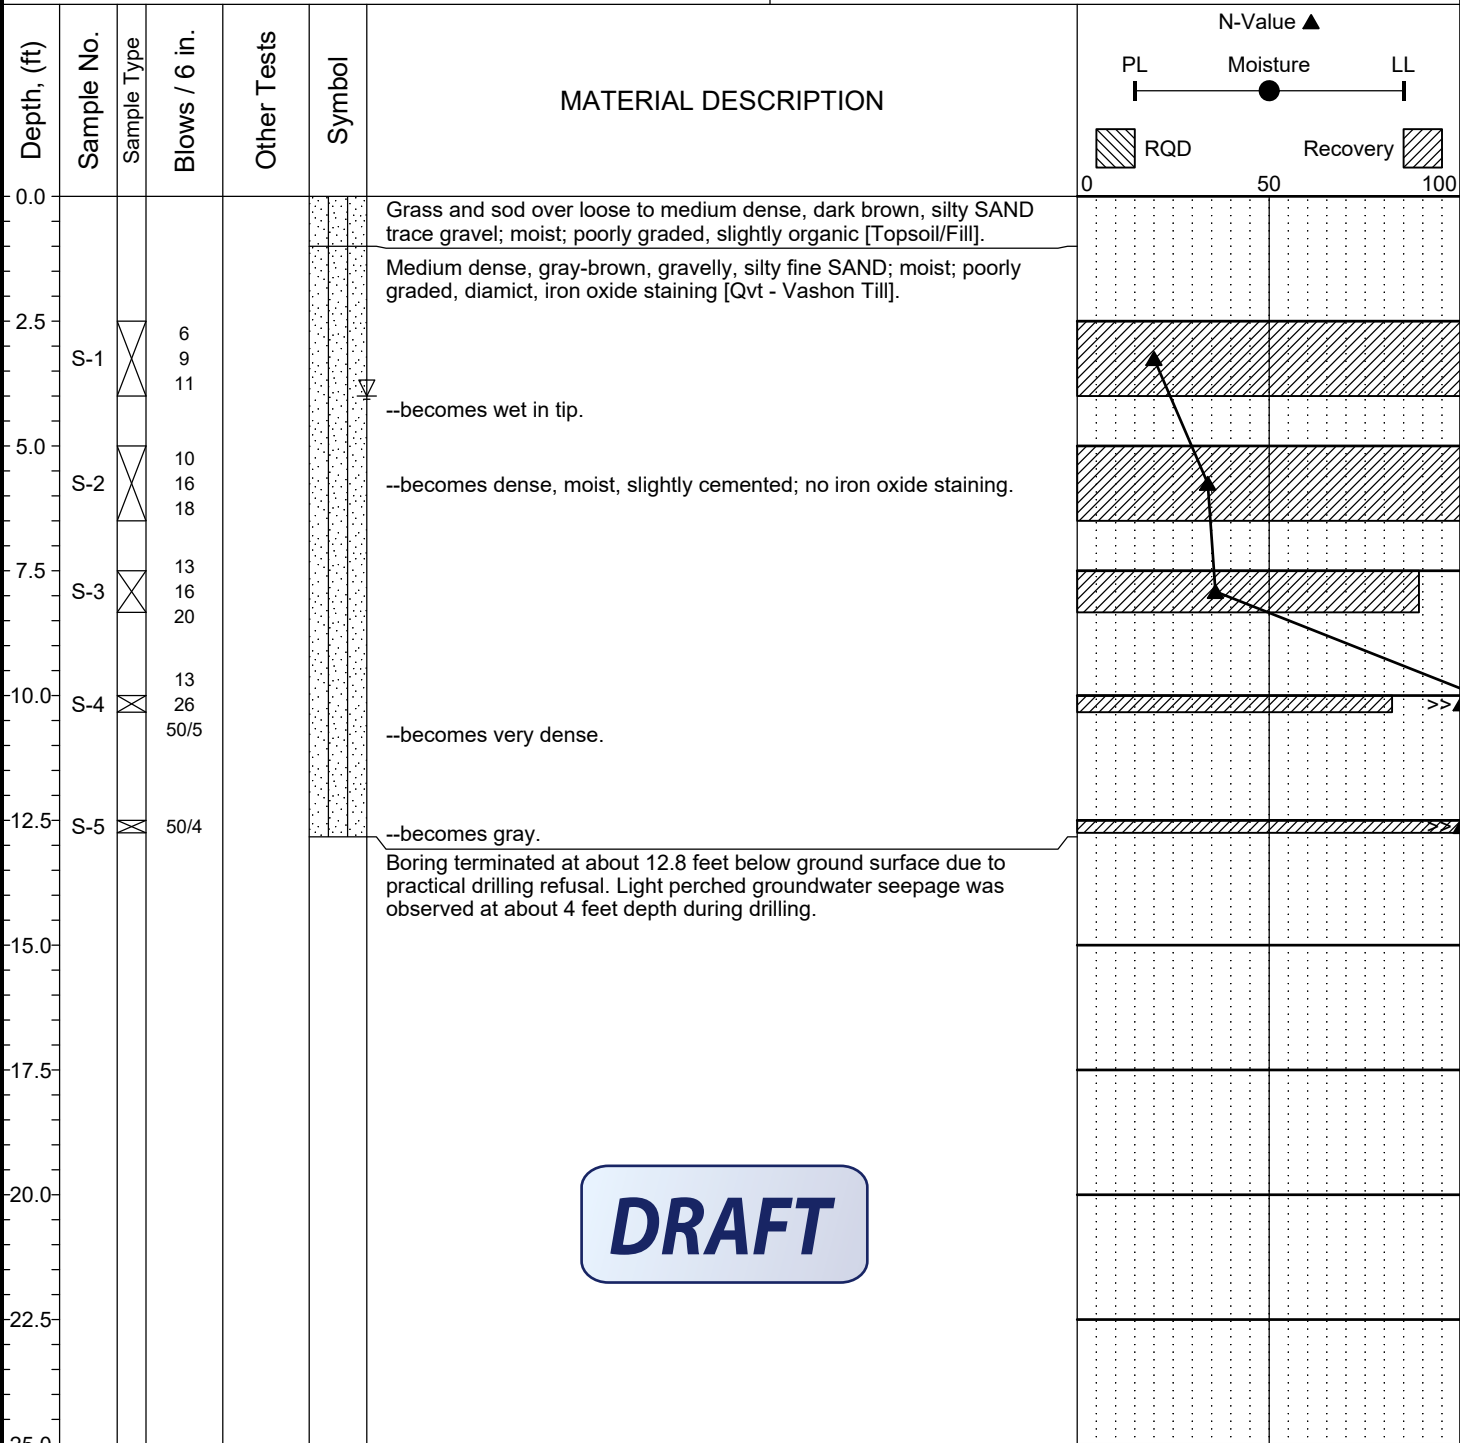 Depth, (ft)
Sample No.
Sample Type
Blows / 6 in.
Other Tests
Symbol
MATERIAL DESCRIPTION
N-Value ▲
PL Moisture LL
RQD Recovery
0 50 100
0.0
Grass and sod over loose to medium dense, dark brown, silty SAND
trace gravel; moist; poorly graded, slightly organic [Topsoil/Fill].
Medium dense, gray-brown, gravelly, silty fine SAND; moist; poorly
graded, diamict, iron oxide staining [Qvt - Vashon Till].
2.5
6
S-1 9
11
--becomes wet in tip.
5.0
10
S-2 16 --becomes dense, moist, slightly cemented; no iron oxide staining.
18
7.5
13
S-3 16
20
13
10.0
S-4 26 >>
50/5 --becomes very dense.
12.5
S-5 50/4 >>
--becomes gray.
Boring terminated at about 12.8 feet below ground surface due to
practical drilling refusal. Light perched groundwater seepage was
observed at about 4 feet depth during drilling.
15.0
17.5
20.0
DRAFT
22.5
25.0